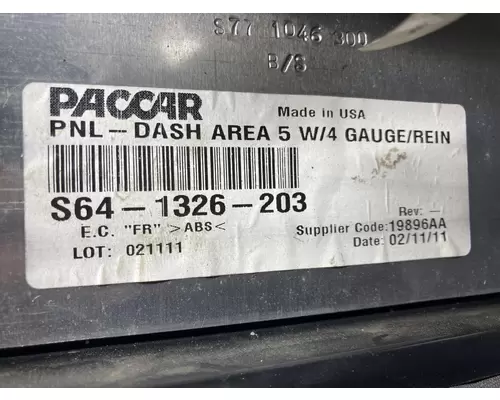 S77 1046 300
B/S
PACCAR
Made in USA
PNL-DASH AREA 5 W/4 GAUGE/REIN
S64-1326-203
E.C. "FR" >ABS<
Rev: -
Supplier Code:19896AA
LOT: 021111
Date: 02/11/11